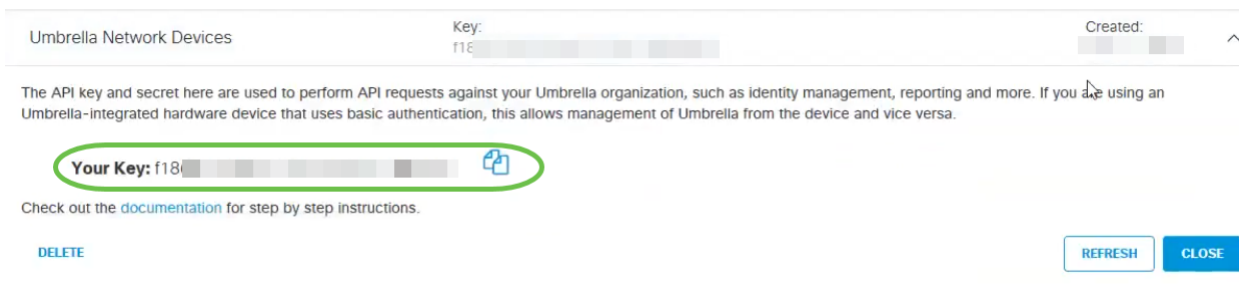 Umbrella Network Devices
Key:
f18
Created:
The API key and secret here are used to perform API requests against your Umbrella organization, such as identity management, reporting and more. If you are using an
Umbrella-integrated hardware device that uses basic authentication, this allows management of Umbrella from the device and vice versa.
Your Key: f18
Check out the documentation for step by step instructions.
DELETE
REFRESH
CLOSE